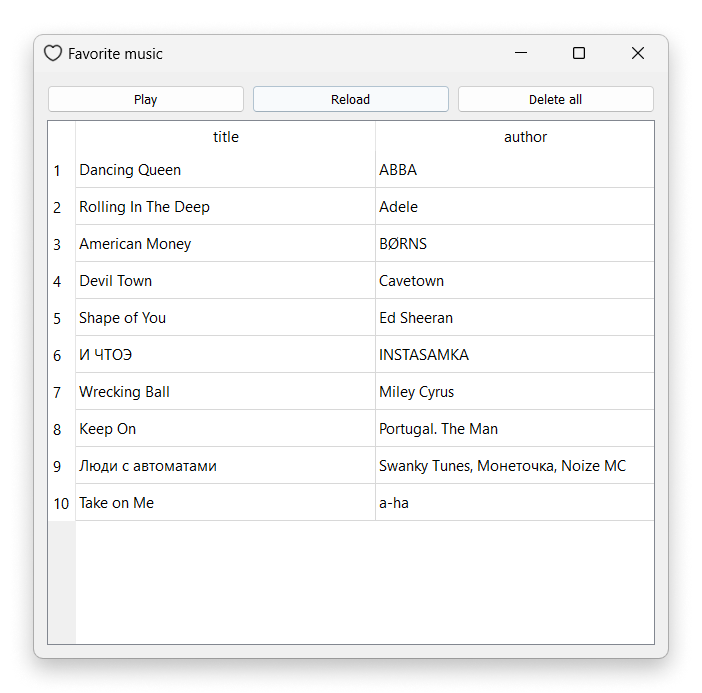 Favorite music
Play Reload Delete all
title author
1 Dancing Queen ABBA
2 Rolling In The Deep Adele
3 American Money BØRNS
4 Devil Town Cavetown
5 Shape of You Ed Sheeran
6 И ЧТОЭ INSTASAMKA
7 Wrecking Ball Miley Cyrus
8 Keep On Portugal. The Man
9 Люди с автоматами Swanky Tunes, Монеточка, Noize MC
10 Take on Me a-ha